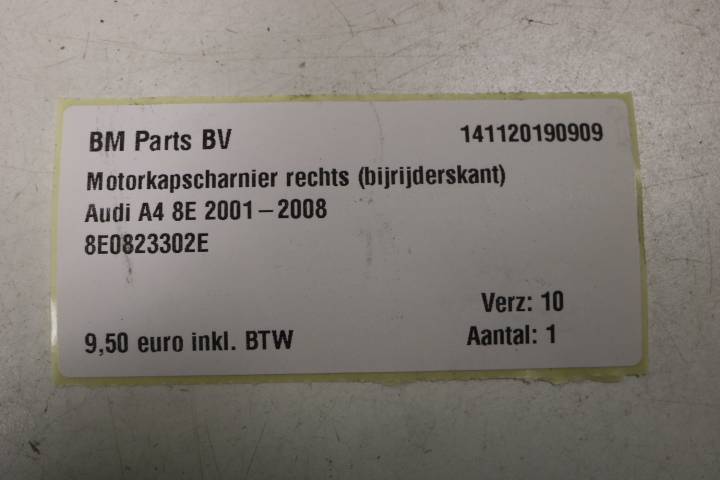 BM Parts BV 141120190909
Motorkapscharnier rechts (bijrijderskant)
Audi A4 8E 2001-2008
8E0823302E
Verz: 10
9,50 euro inkl. BTW Aantal: 1